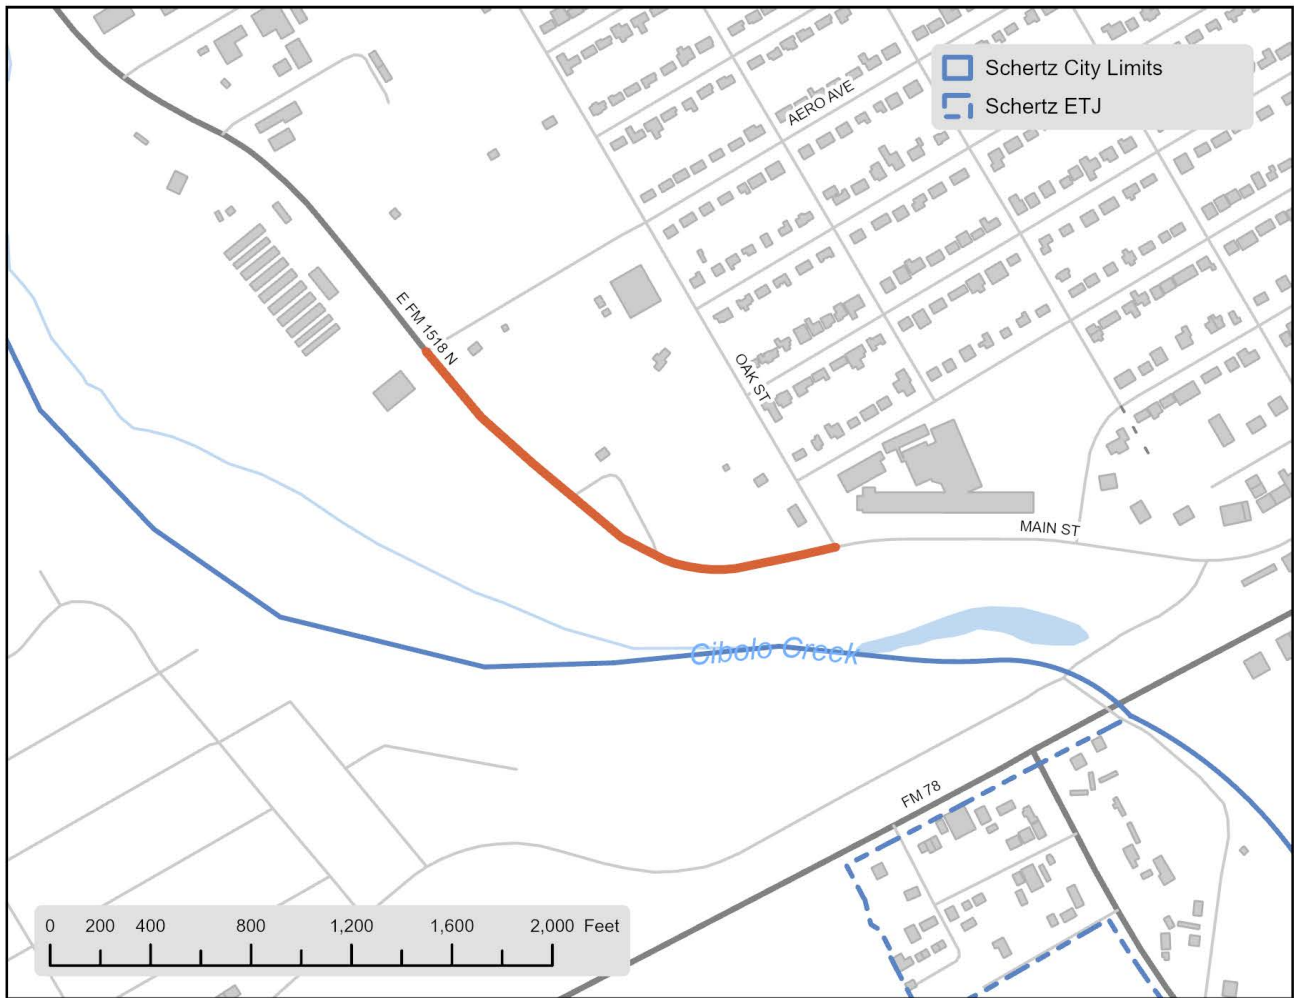 Schertz City Limits
Schertz ETJ
AERO AVE
E FM 1518 N
OAK ST
MAIN ST
Cibolo Creek
FM 78
0 200 400 800 1,200 1,600 2,000 Feet